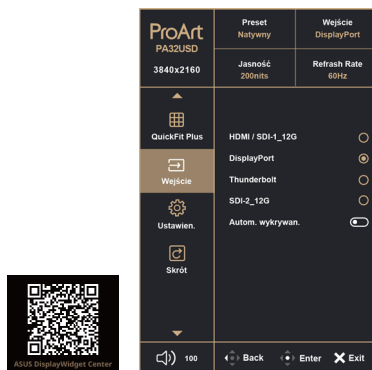 ProArt
PA32USD
3840x2160
Preset
Natywny
Wejście
DisplayPort
Jasność
200nits
Refresh Rate
60Hz
QuickFit Plus
Wejście
Ustawien.
Skrót
HDMI / SDI-1_12G
DisplayPort
Thunderbolt
SDI-2_12G
Autom. wykrywan.
ASUS DisplayWidget Center
100
Back
Enter
Exit